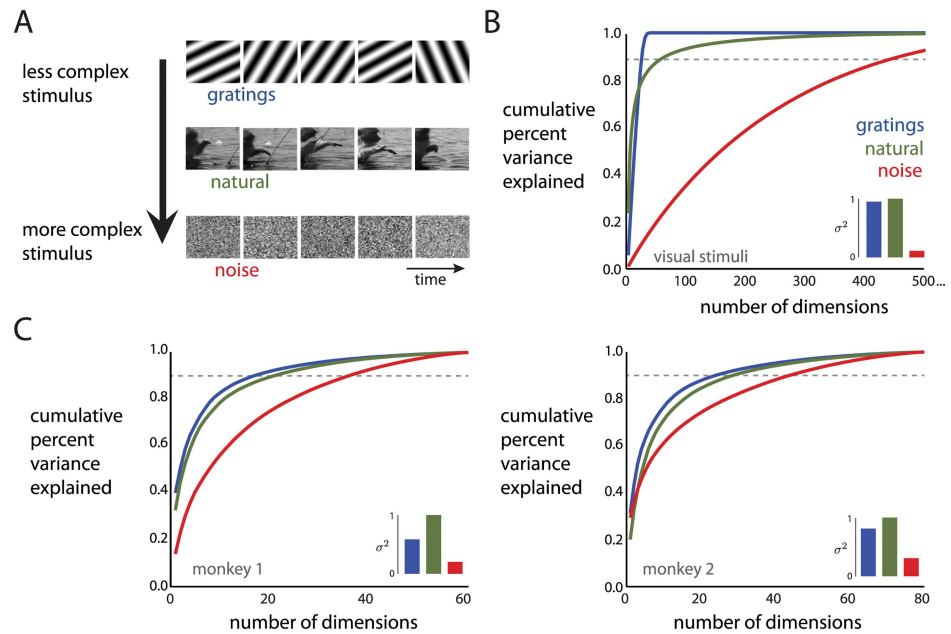 A
less complex
stimulus
gratings
natural
more complex
stimulus
noise
time
B
cumulative
percent
variance
explained
1.0
0.8
0.6
0.4
0.2
0.0
gratings
natural
noise
1
σ²
0
visual stimuli
0 100 200 300 400 500...
number of dimensions
C
cumulative
percent
variance
explained
1.0
0.8
0.6
0.4
0.2
0.0
1
σ²
0
monkey 1
0 20 40 60
number of dimensions
cumulative
percent
variance
explained
1.0
0.8
0.6
0.4
0.2
0.0
1
σ²
0
monkey 2
0 20 40 60 80
number of dimensions